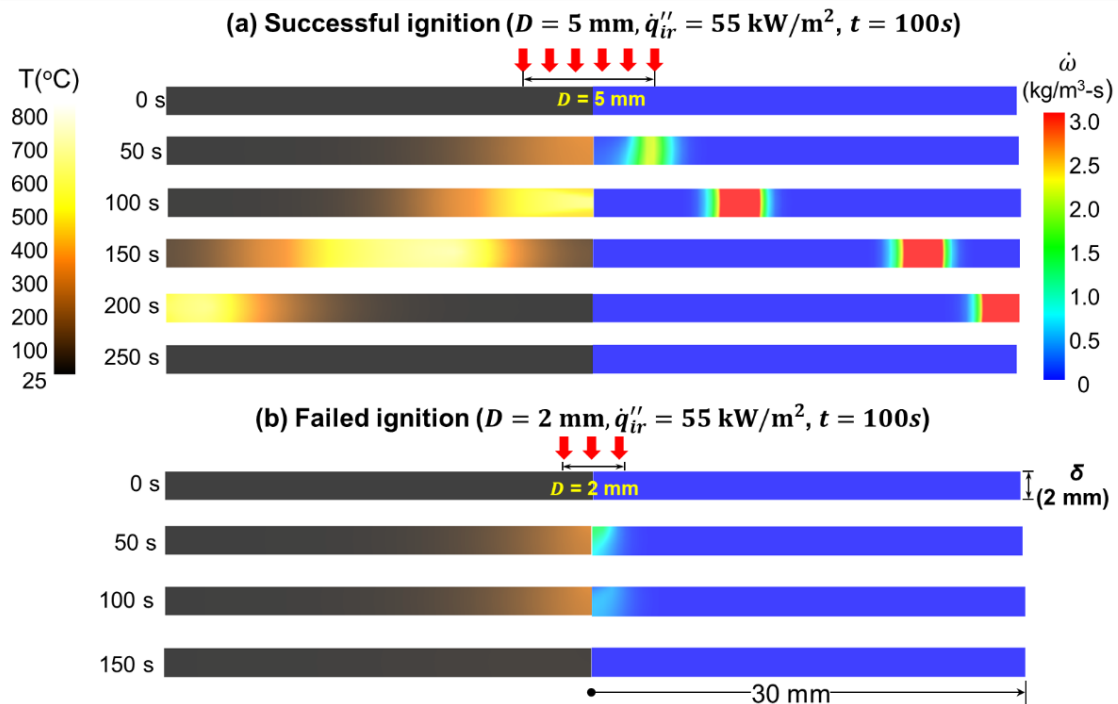 (a) Successful ignition (D = 5 mm, q̇″ir = 55 kW/m², t = 100s)
T(°C)
ω̇
(kg/m³-s)
0 s
D = 5 mm
800
700
600
500
400
300
200
100
25
50 s
100 s
150 s
200 s
250 s
3.0
2.5
2.0
1.5
1.0
0.5
0
(b) Failed ignition (D = 2 mm, q̇″ir = 55 kW/m², t = 100s)
0 s
D = 2 mm
δ
(2 mm)
50 s
100 s
150 s
30 mm